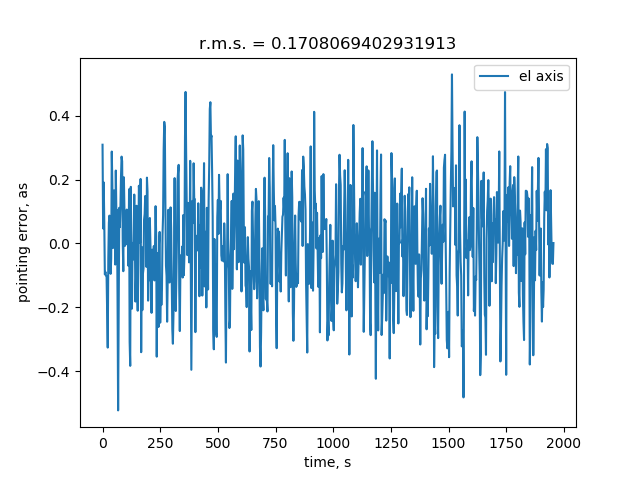 r.m.s. = 0.1708069402931913
el axis
pointing error, as
0.4
0.2
0.0
−0.2
−0.4
0 250 500 750 1000 1250 1500 1750 2000
time, s